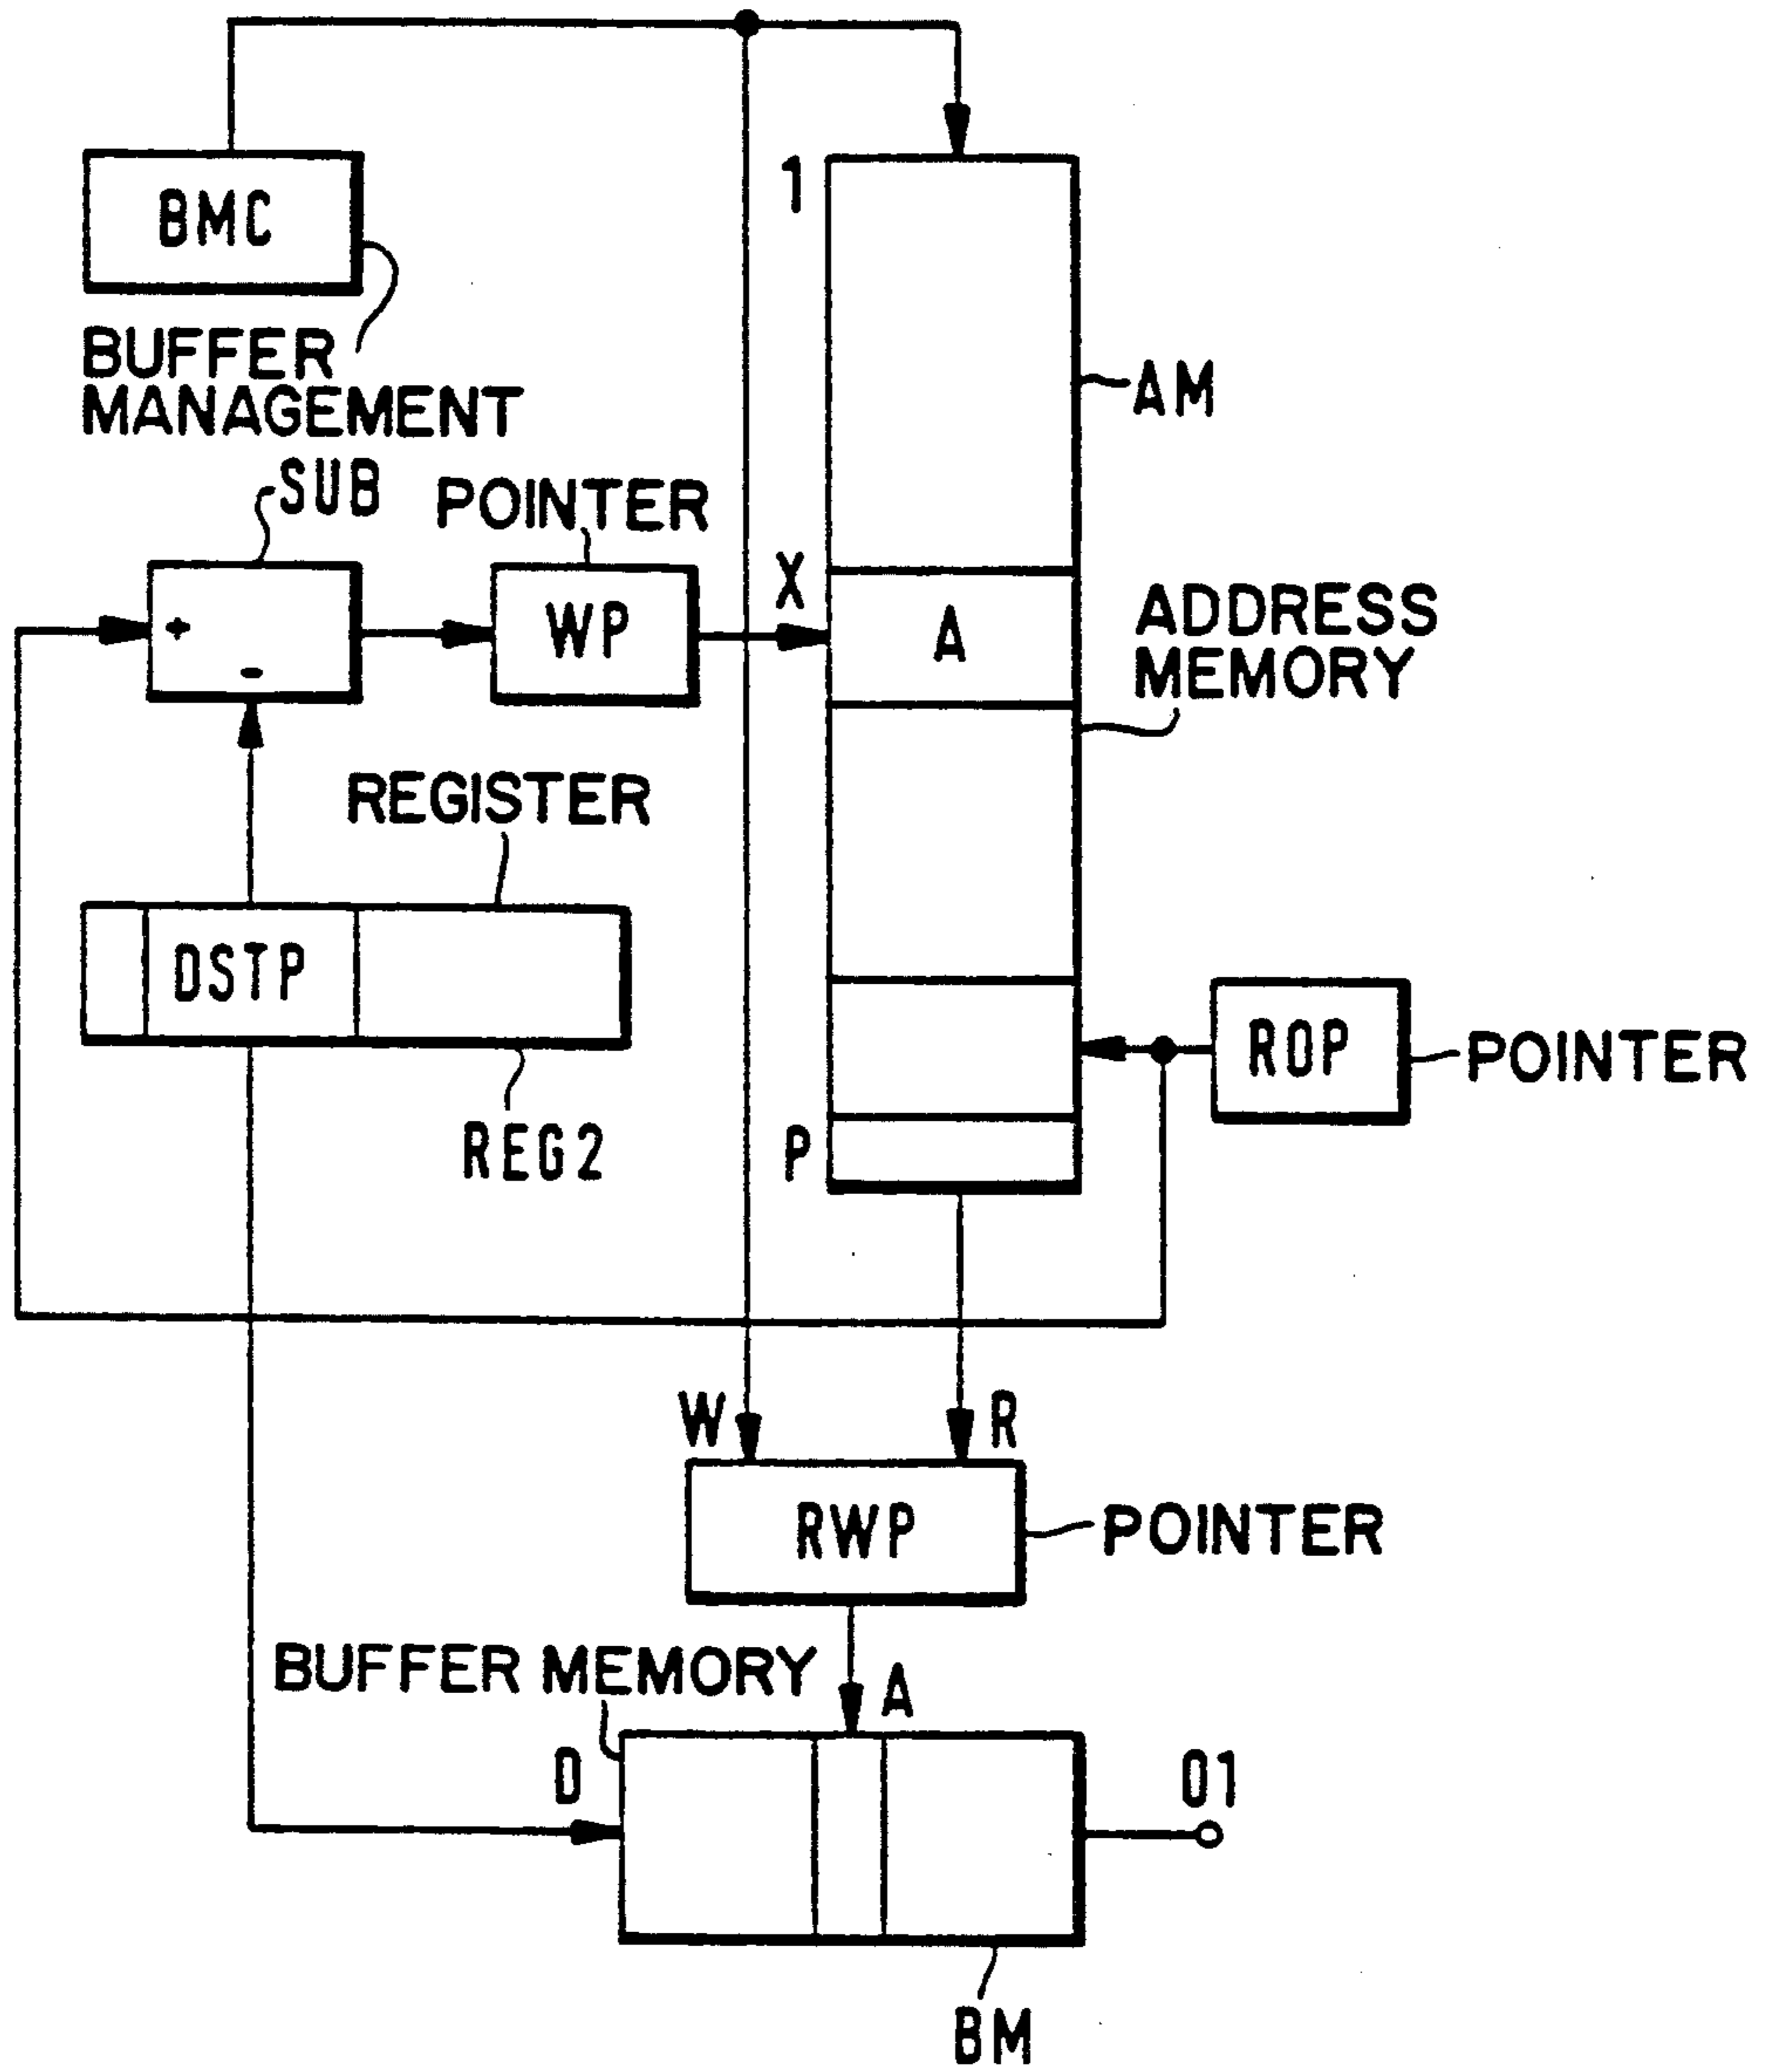 BMC
1
BUFFER
MANAGEMENT
AM
SUB
POINTER
X
+
-
WP
A
ADDRESS
MEMORY
REGISTER
DSTP
ROP
POINTER
REG2
P
W
R
RWP
POINTER
BUFFER MEMORY
A
D
01
BM